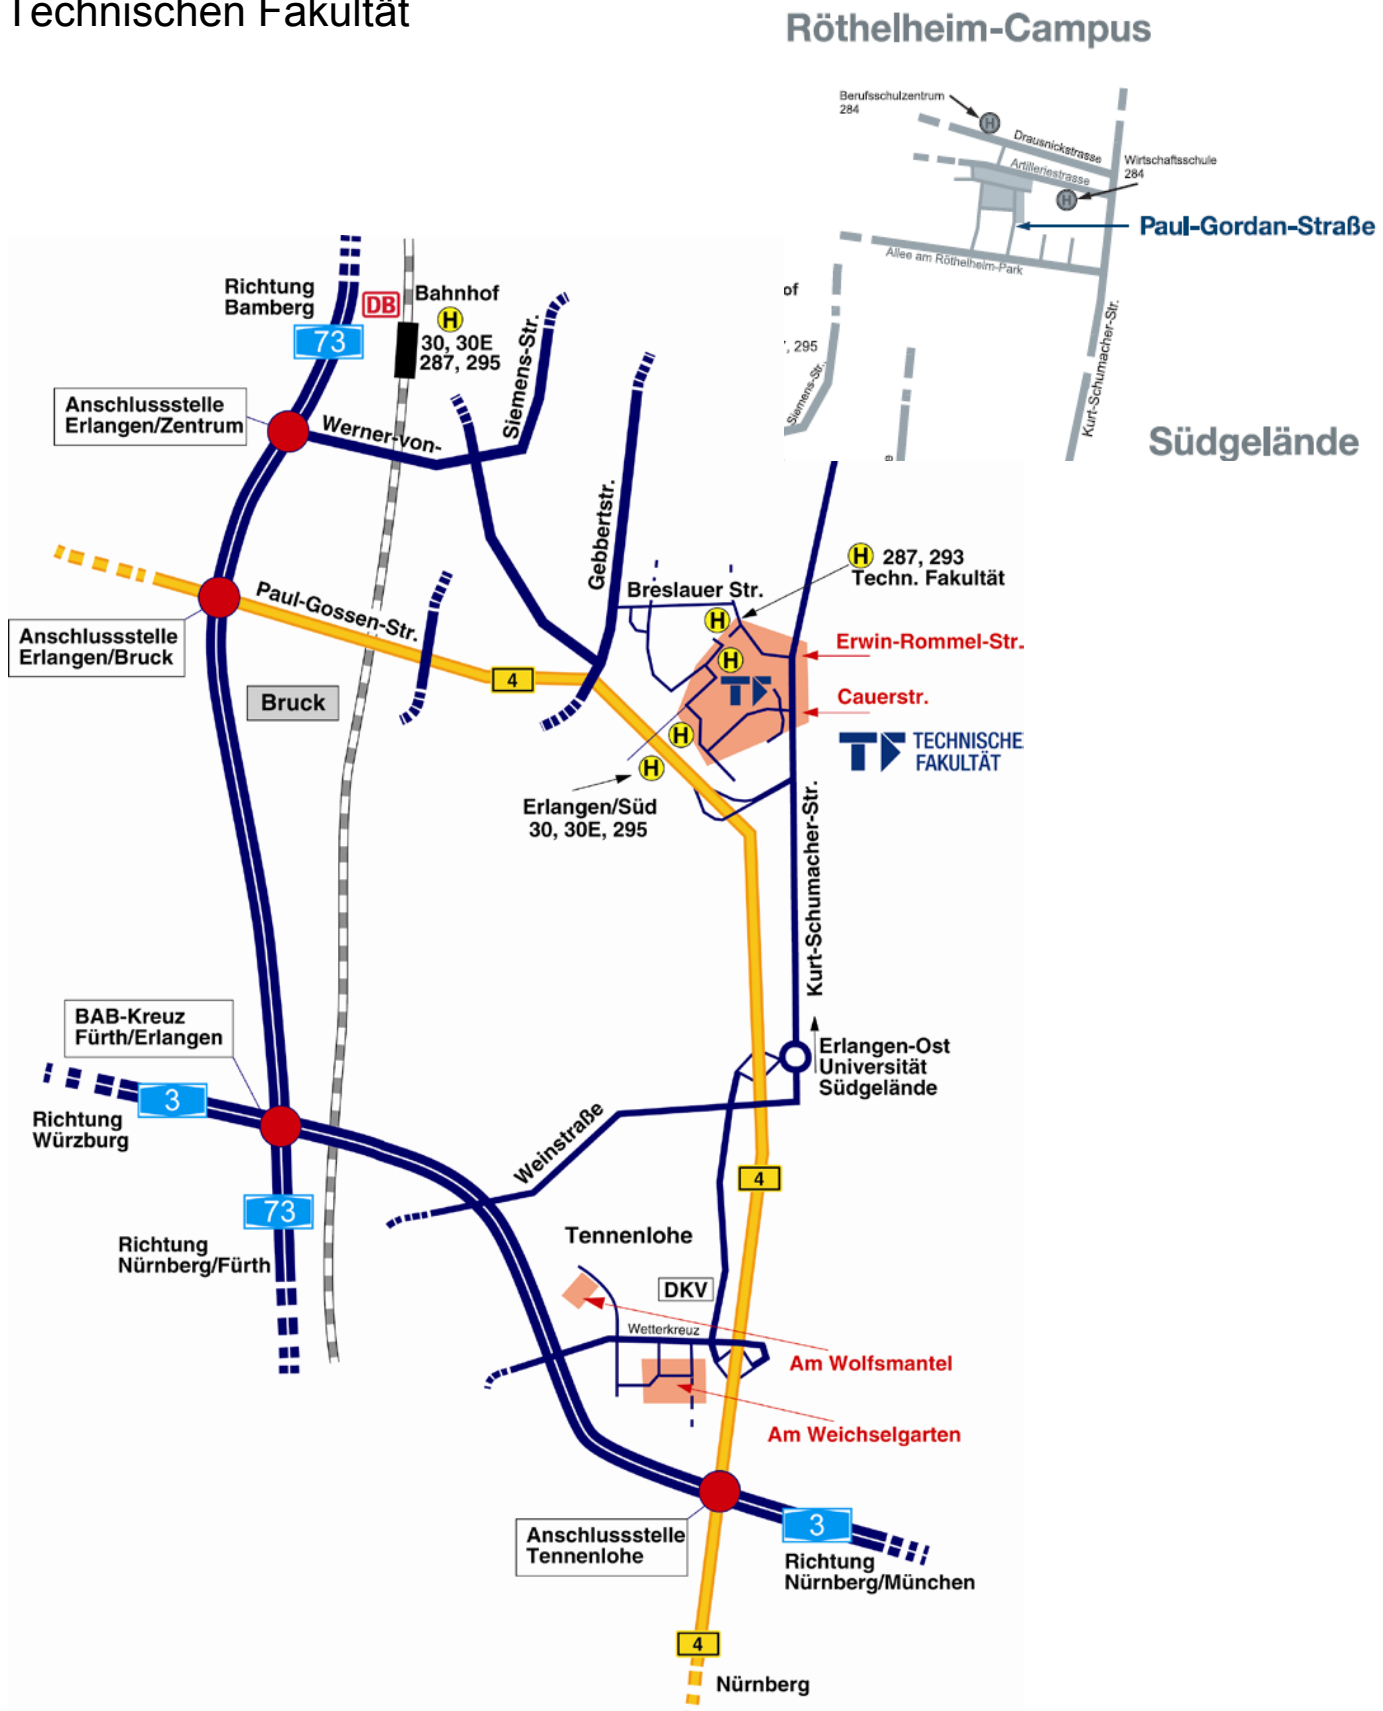 Technischen Fakultät
Röthelheim-Campus
Berufsschulzentrum
284
H
Drausnickstrasse
Artilleriestrasse
Wirtschaftsschule
284
H
Paul-Gordan-Straße
Allee am Röthelheim-Park
of
, 295
Siemens-Str.
Kurt-Schumacher-Str.
e
Südgelände
Richtung
Bamberg
73
DB
Bahnhof
H
30, 30E
287, 295
Anschlussstelle
Erlangen/Zentrum
Werner-von-
Siemens-Str.
Gebbertstr.
Paul-Gossen-Str.
Anschlussstelle
Erlangen/Bruck
Bruck
4
Breslauer Str.
H 287, 293
Techn. Fakultät
H
H
Erwin-Rommel-Str.
Cauerstr.
TF
TF TECHNISCHE
FAKULTÄT
H
H
Erlangen/Süd
30, 30E, 295
Kurt-Schumacher-Str.
BAB-Kreuz
Fürth/Erlangen
Erlangen-Ost
Universität
Südgelände
3
Richtung
Würzburg
Weinstraße
4
73
Richtung
Nürnberg/Fürth
Tennenlohe
DKV
Wetterkreuz
Am Wolfsmantel
Am Weichselgarten
Anschlussstelle
Tennenlohe
3
Richtung
Nürnberg/München
4
Nürnberg